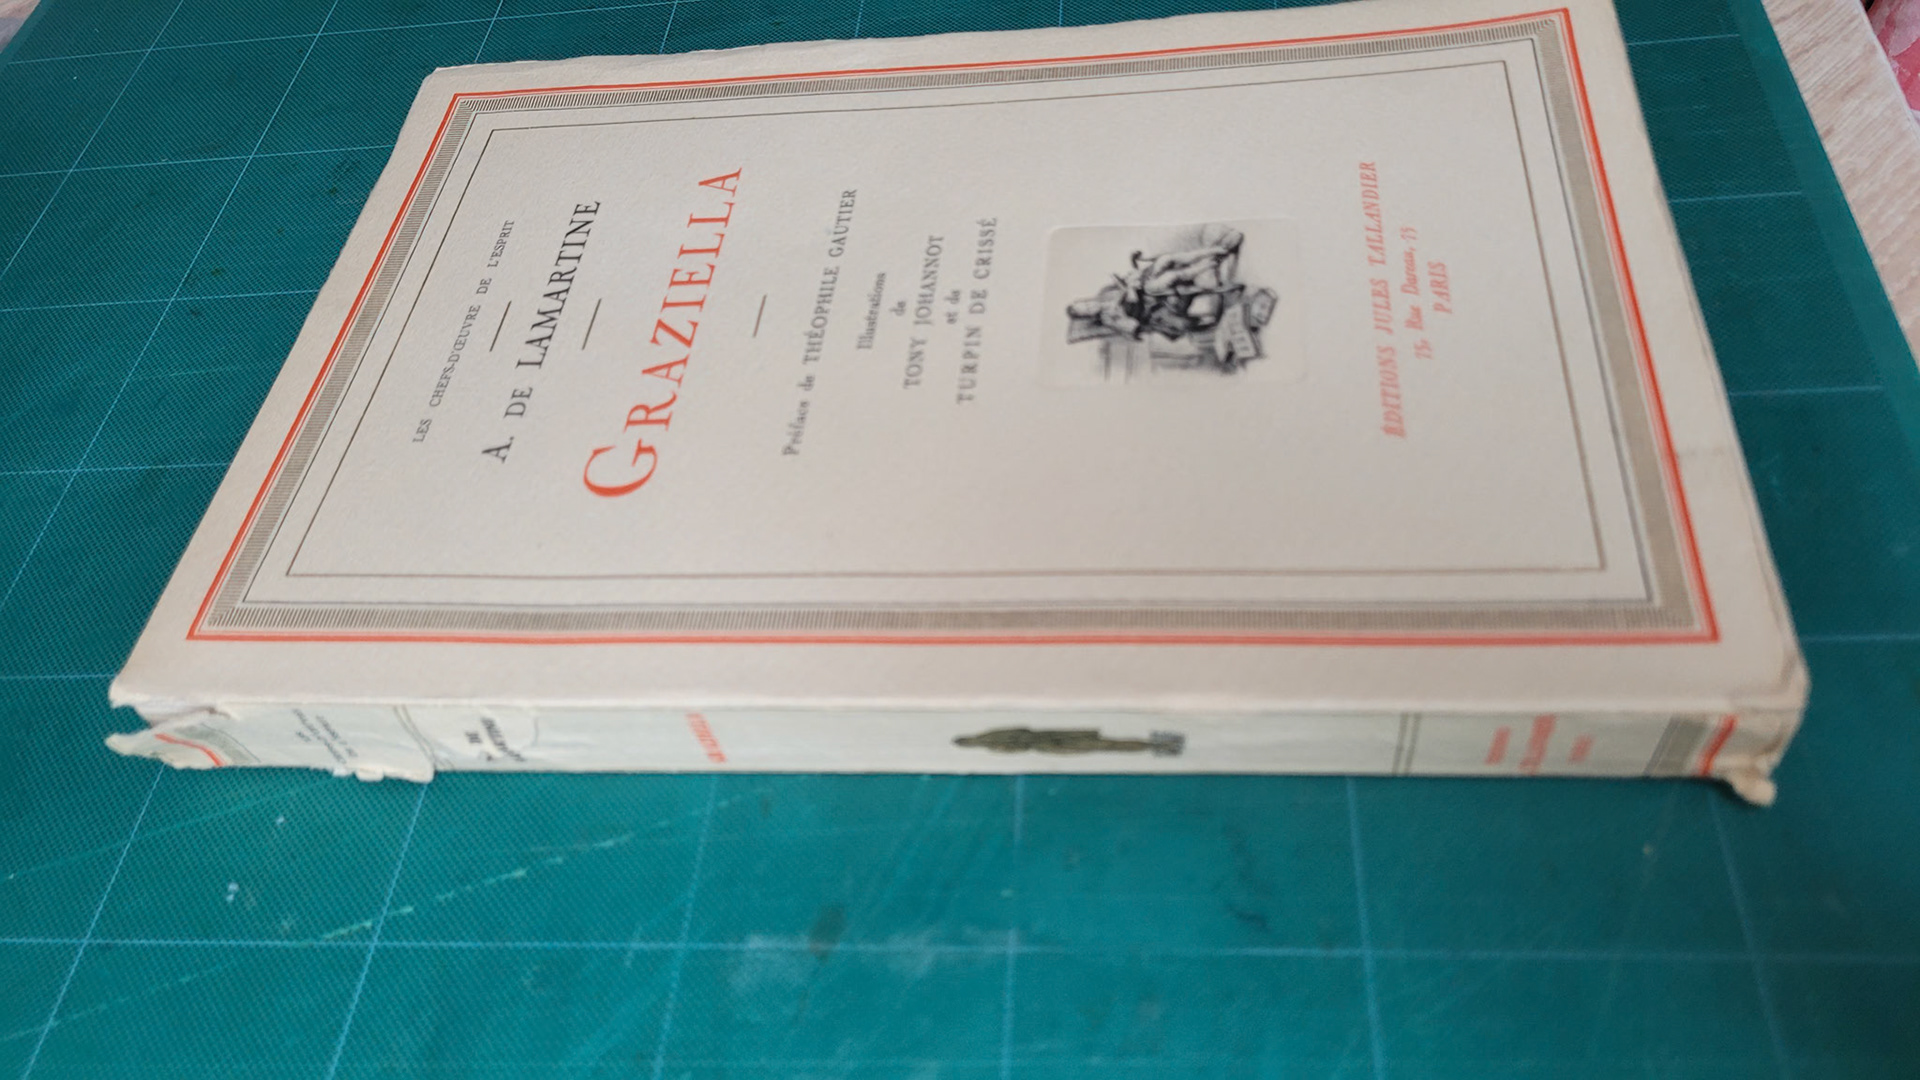 LES CHEFS-D'ŒUVRE DE L'ESPRIT
A. DE LAMARTINE
GRAZIELLA
Préface de THÉOPHILE GAUTIER
Illustrations
de
TONY JOHANNOT
et de
TURPIN DE CRISSÉ
ÉDITIONS JULES TALLANDIER
75, Rue Dareau, 75
PARIS
GRAZIELLA